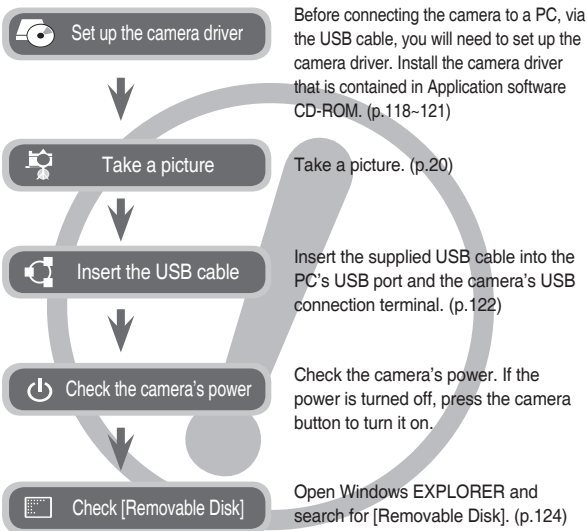 Set up the camera driver
Before connecting the camera to a PC, via
the USB cable, you will need to set up the
camera driver. Install the camera driver
that is contained in Application software
CD-ROM. (p.118~121)
Take a picture
Take a picture. (p.20)
Insert the USB cable
Insert the supplied USB cable into the
PC's USB port and the camera's USB
connection terminal. (p.122)
Check the camera's power
Check the camera's power. If the
power is turned off, press the camera
button to turn it on.
Check [Removable Disk]
Open Windows EXPLORER and
search for [Removable Disk]. (p.124)